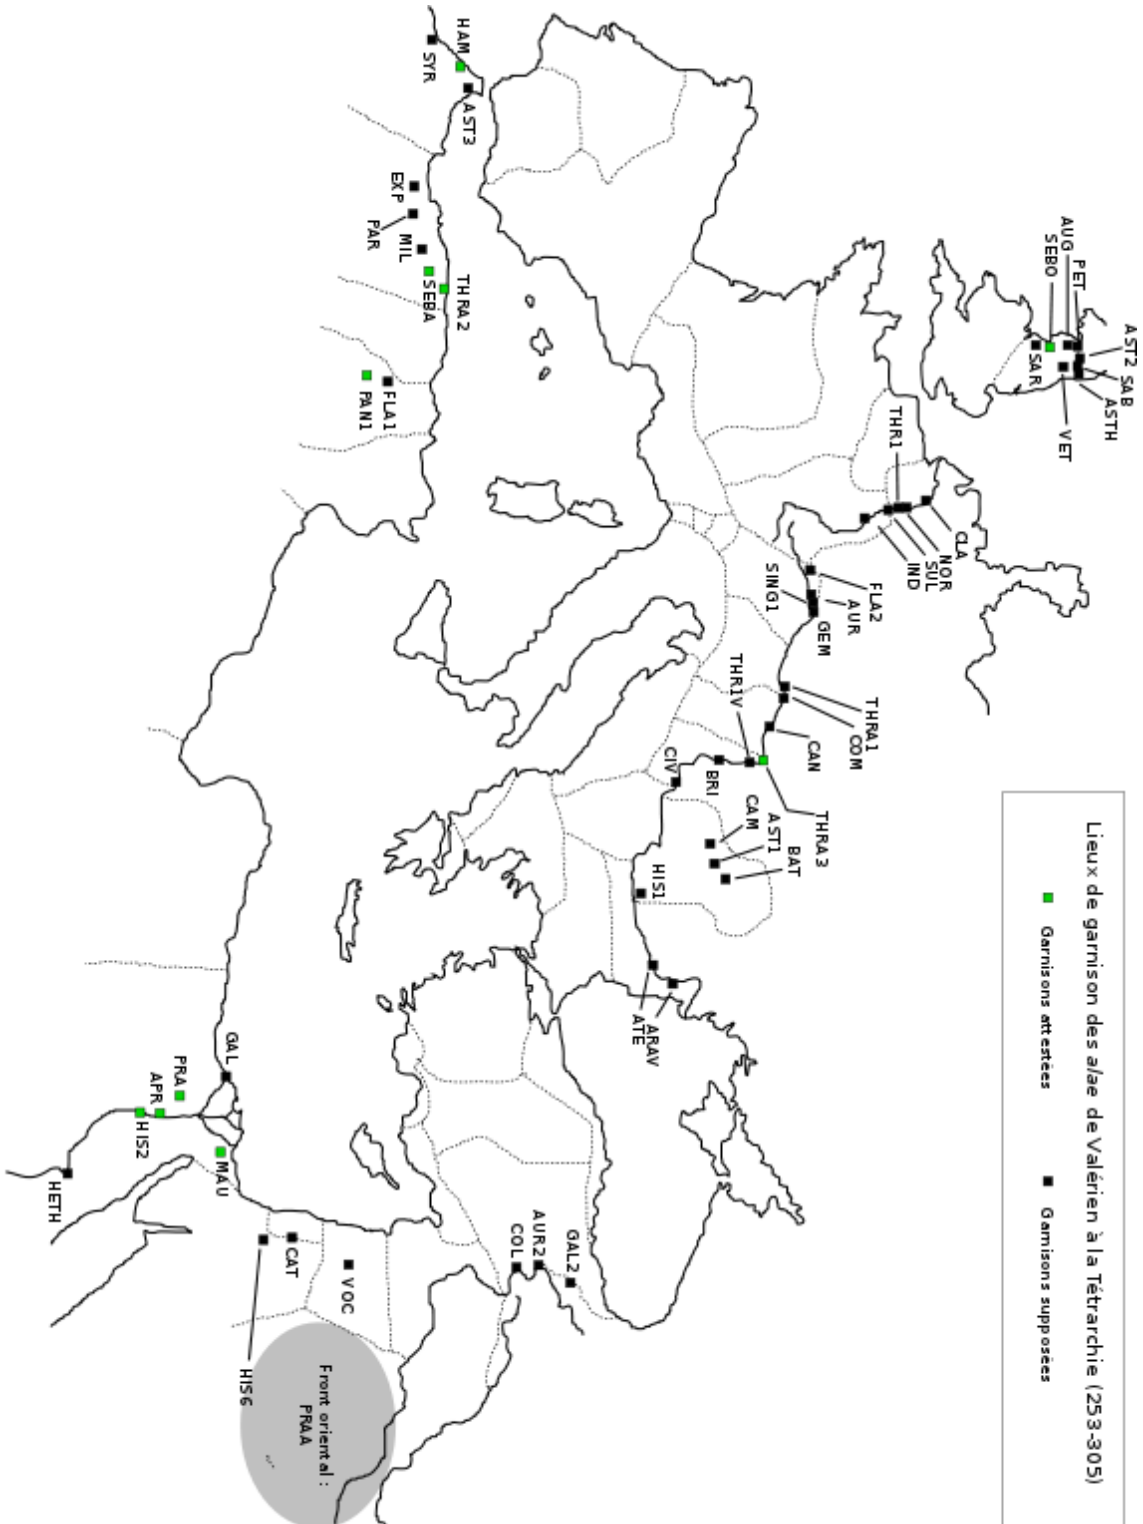 Lieux de garnison des alae de Valérien à la Tétrarchie (253-305)
Garnisons attestées
Garnisons supposées
AST2
SAB
ASTH
PET
AUG
SEBO
SAR
VET
THR1
CLA
NOR
SUL
IND
FLA2
AUR
GEM
SING1
THRA1
COM
CAN
THR1V
THRA3
BRI
CIV
CAM
AST1
BAT
HIS1
ARAV
ATE
GAL2
AUR2
COL
HAM
SYR
AST3
EXP
PAR
MIL
SEBA
THRA2
FLA1
PAN1
GAL
PRA
APR
HIS2
MAU
HETH
CAT
VOC
HIS6
Front oriental :
PRAA